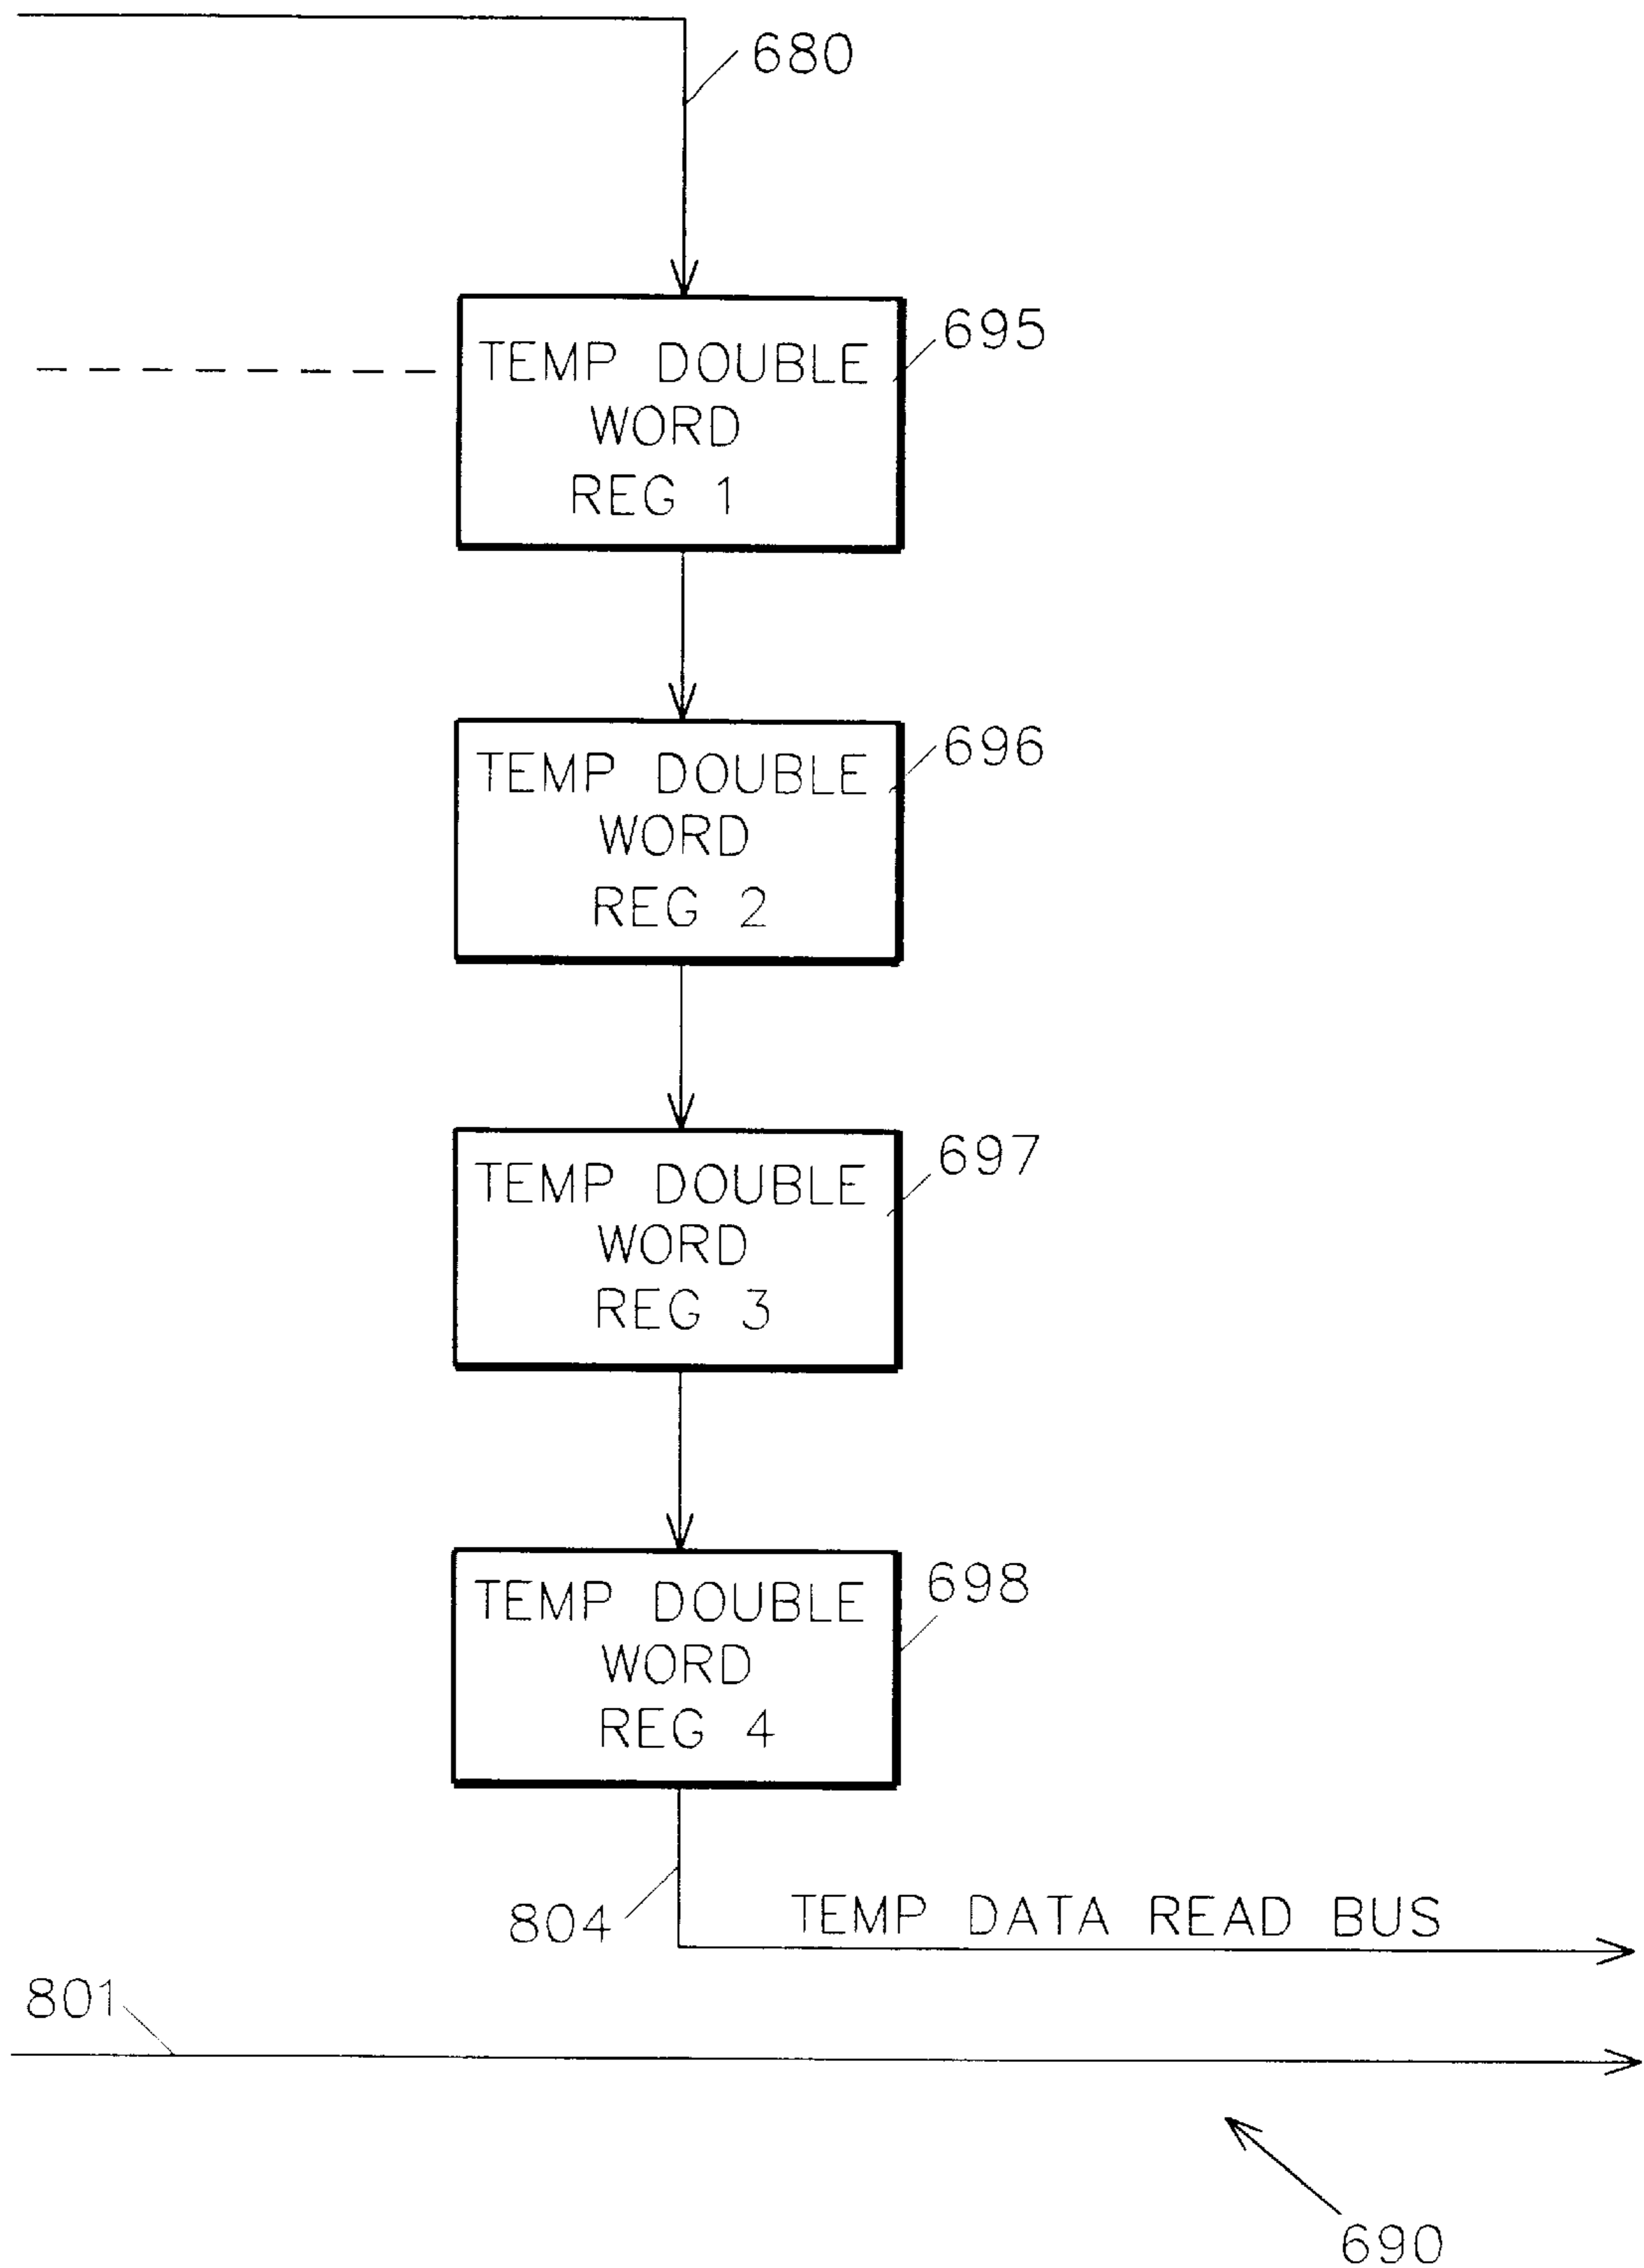 680
695
TEMP DOUBLE
WORD
REG 1
696
TEMP DOUBLE
WORD
REG 2
697
TEMP DOUBLE
WORD
REG 3
698
TEMP DOUBLE
WORD
REG 4
804
TEMP DATA READ BUS
801
690